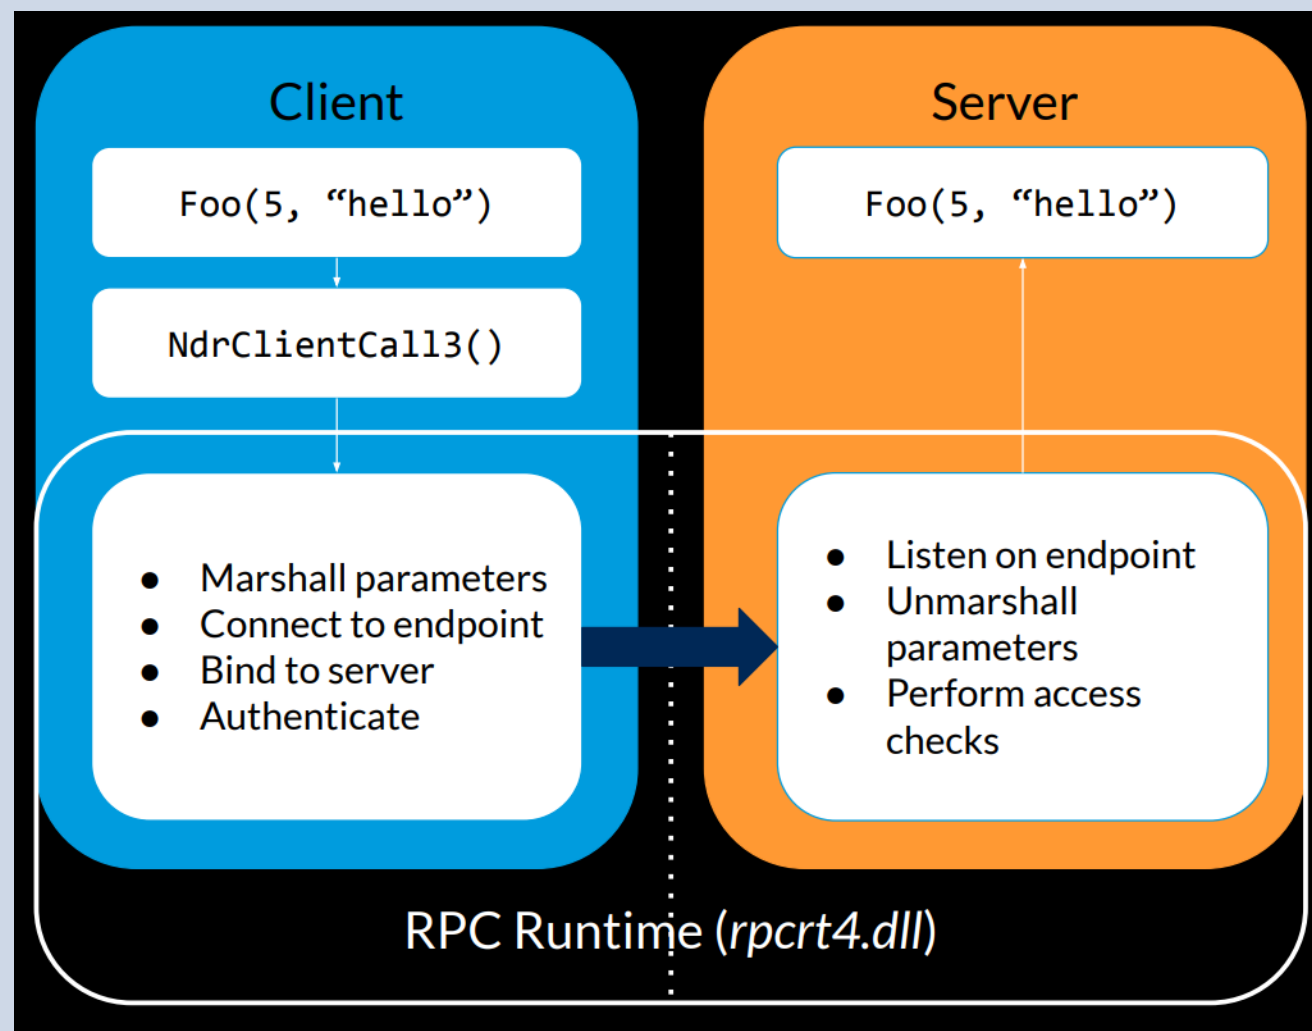 Client
Foo(5, “hello”)
NdrClientCall3()
● Marshall parameters
● Connect to endpoint
● Bind to server
● Authenticate
Server
Foo(5, “hello”)
● Listen on endpoint
● Unmarshall
parameters
● Perform access
checks
RPC Runtime (rpcrt4.dll)